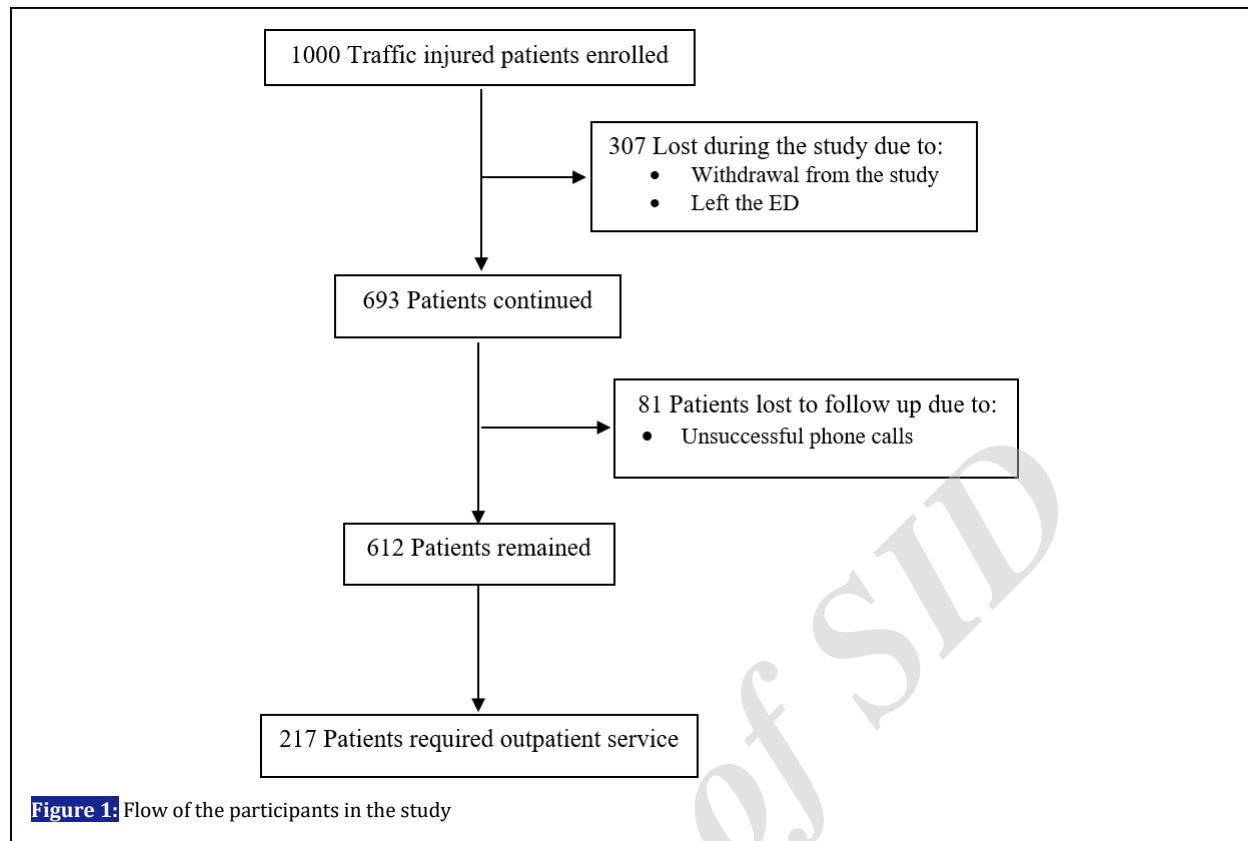 1000 Traffic injured patients enrolled
307 Lost during the study due to:
• Withdrawal from the study
• Left the ED
693 Patients continued
81 Patients lost to follow up due to:
• Unsuccessful phone calls
612 Patients remained
217 Patients required outpatient service
of SID
Figure 1: Flow of the participants in the study